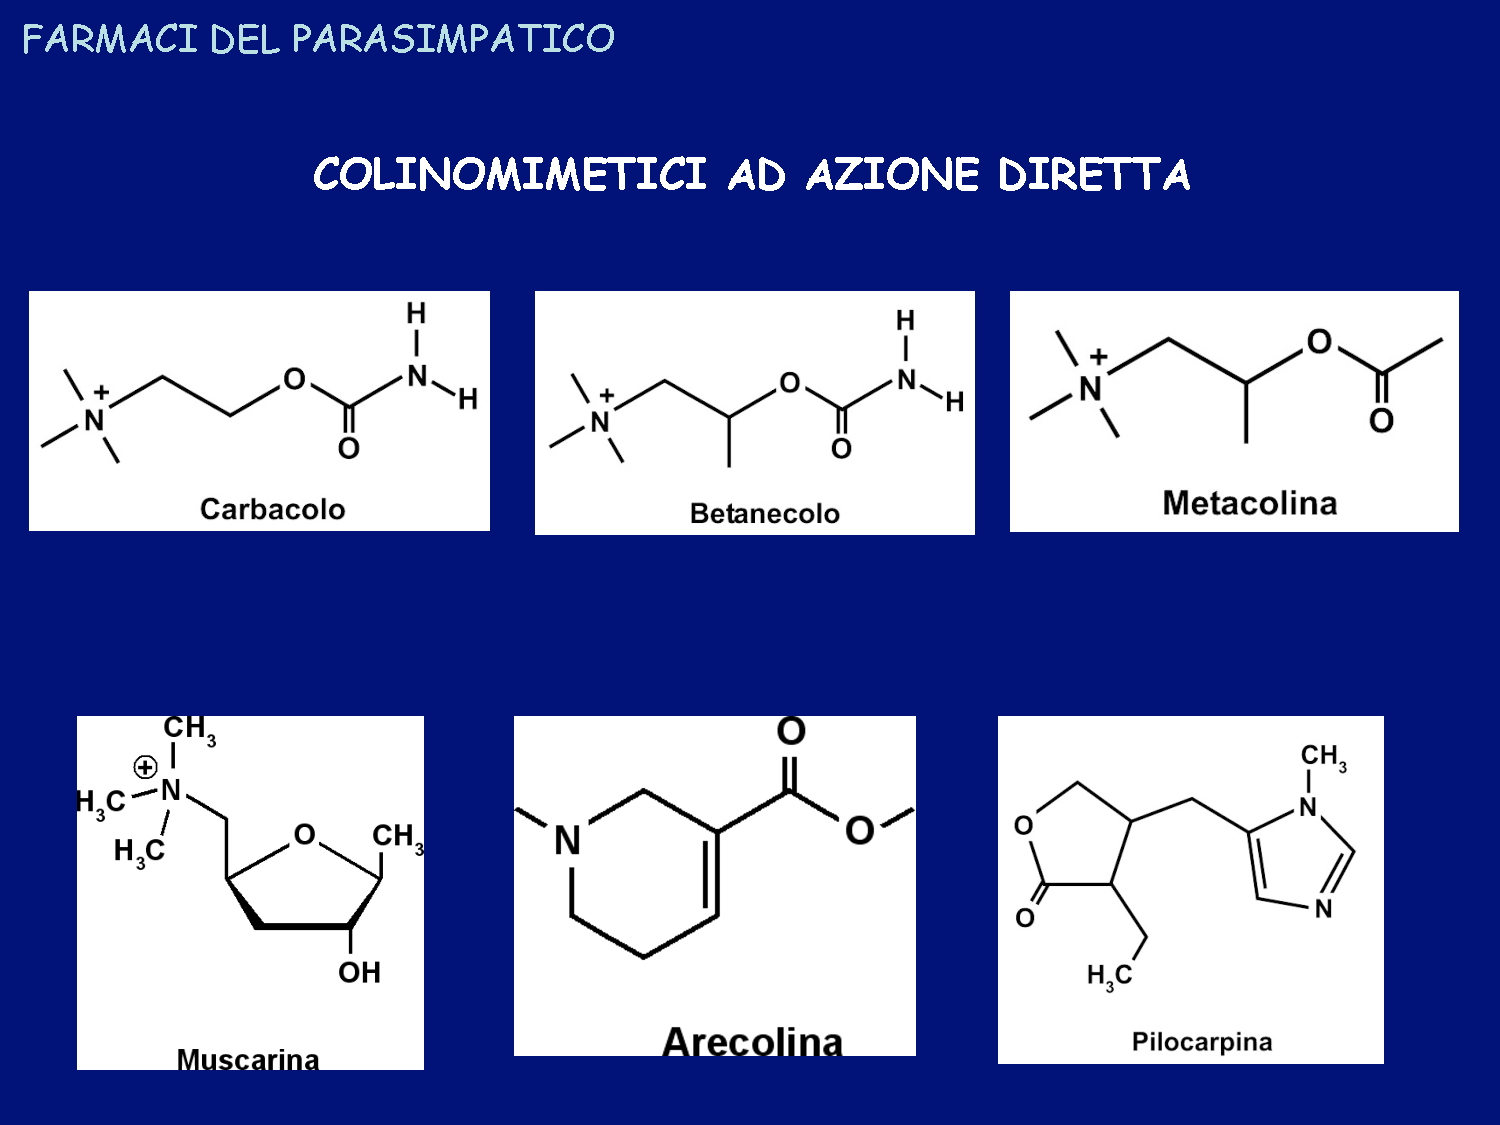 FARMACI DEL PARASIMPATICO
COLINOMIMETICI AD AZIONE DIRETTA
H
N
H
O
O
+
N
Carbacolo
H
N
H
O
O
+
N
Betanecolo
O
+
N
O
Metacolina
CH3
+
N
H3C
H3C
O
CH3
OH
Muscarina
O
N
O
Arecolina
CH3
N
O
N
O
H3C
Pilocarpina